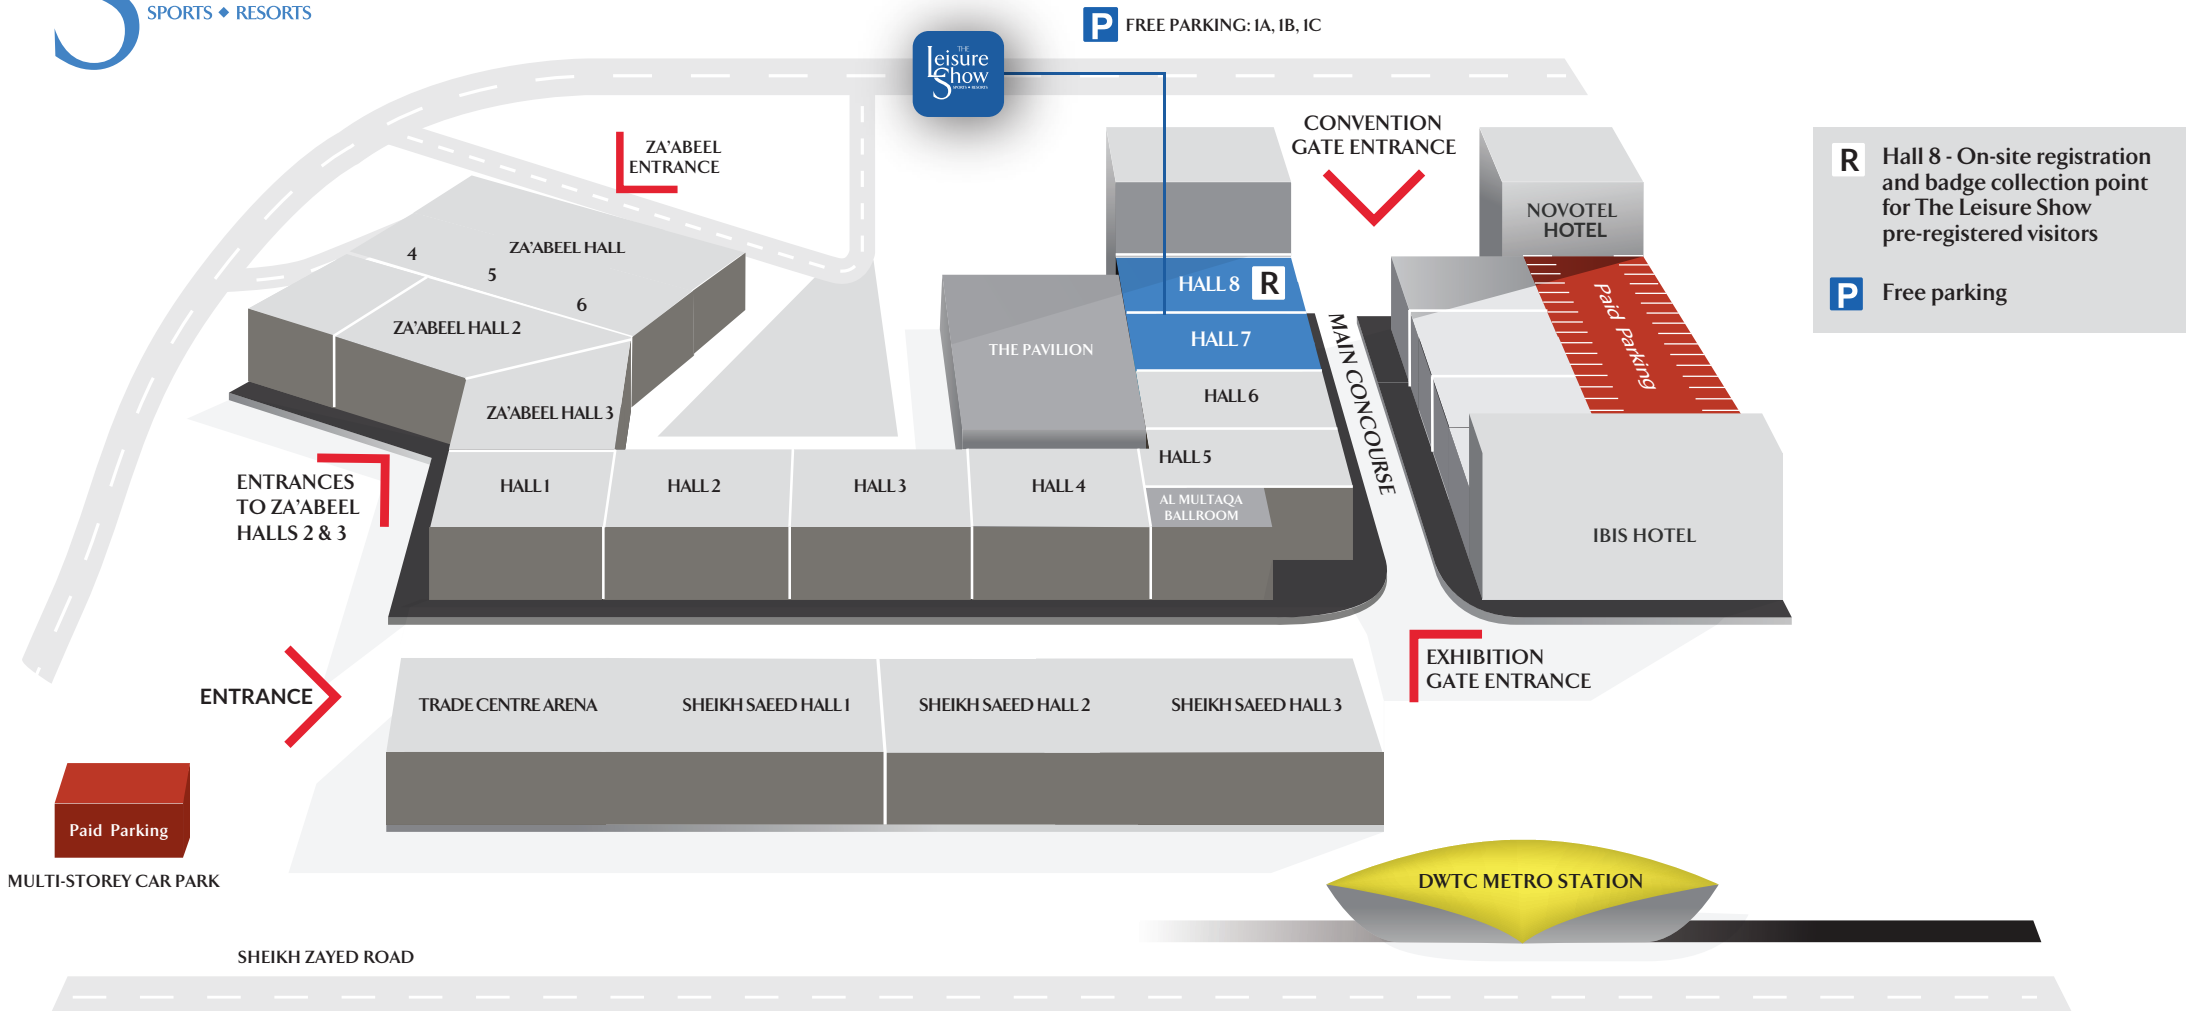 S
SPORTS ◆ RESORTS
P FREE PARKING: 1A, 1B, 1C
THE
Leisure
Show
SPORTS ◆ RESORTS
ZA'ABEEL
ENTRANCE
CONVENTION
GATE ENTRANCE
R Hall 8 - On-site registration
and badge collection point
for The Leisure Show
pre-registered visitors
P Free parking
NOVOTEL
HOTEL
Paid Parking
4
5
6
ZA'ABEEL HALL
ZA'ABEEL HALL 2
ZA'ABEEL HALL 3
THE PAVILION
HALL 8 R
HALL 7
HALL 6
HALL 5
MAIN CONCOURSE
ENTRANCES
TO ZA'ABEEL
HALLS 2 & 3
HALL 1
HALL 2
HALL 3
HALL 4
AL MULTAQA
BALLROOM
IBIS HOTEL
EXHIBITION
GATE ENTRANCE
ENTRANCE
TRADE CENTRE ARENA
SHEIKH SAEED HALL 1
SHEIKH SAEED HALL 2
SHEIKH SAEED HALL 3
Paid Parking
MULTI-STOREY CAR PARK
DWTC METRO STATION
SHEIKH ZAYED ROAD